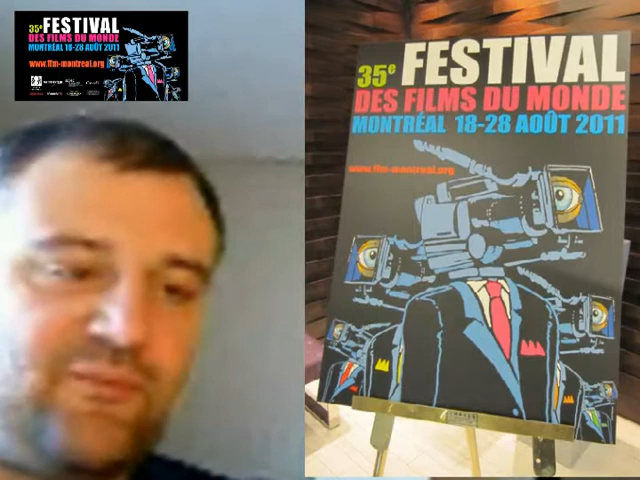 35e FESTIVAL
DES FILMS DU MONDE
MONTRÉAL 18-28 AOÛT 2011
www.ffm-montreal.org
35e FESTIVAL
DES FILMS DU MONDE
MONTRÉAL 18-28 AOÛT 2011
www.ffm-montreal.org